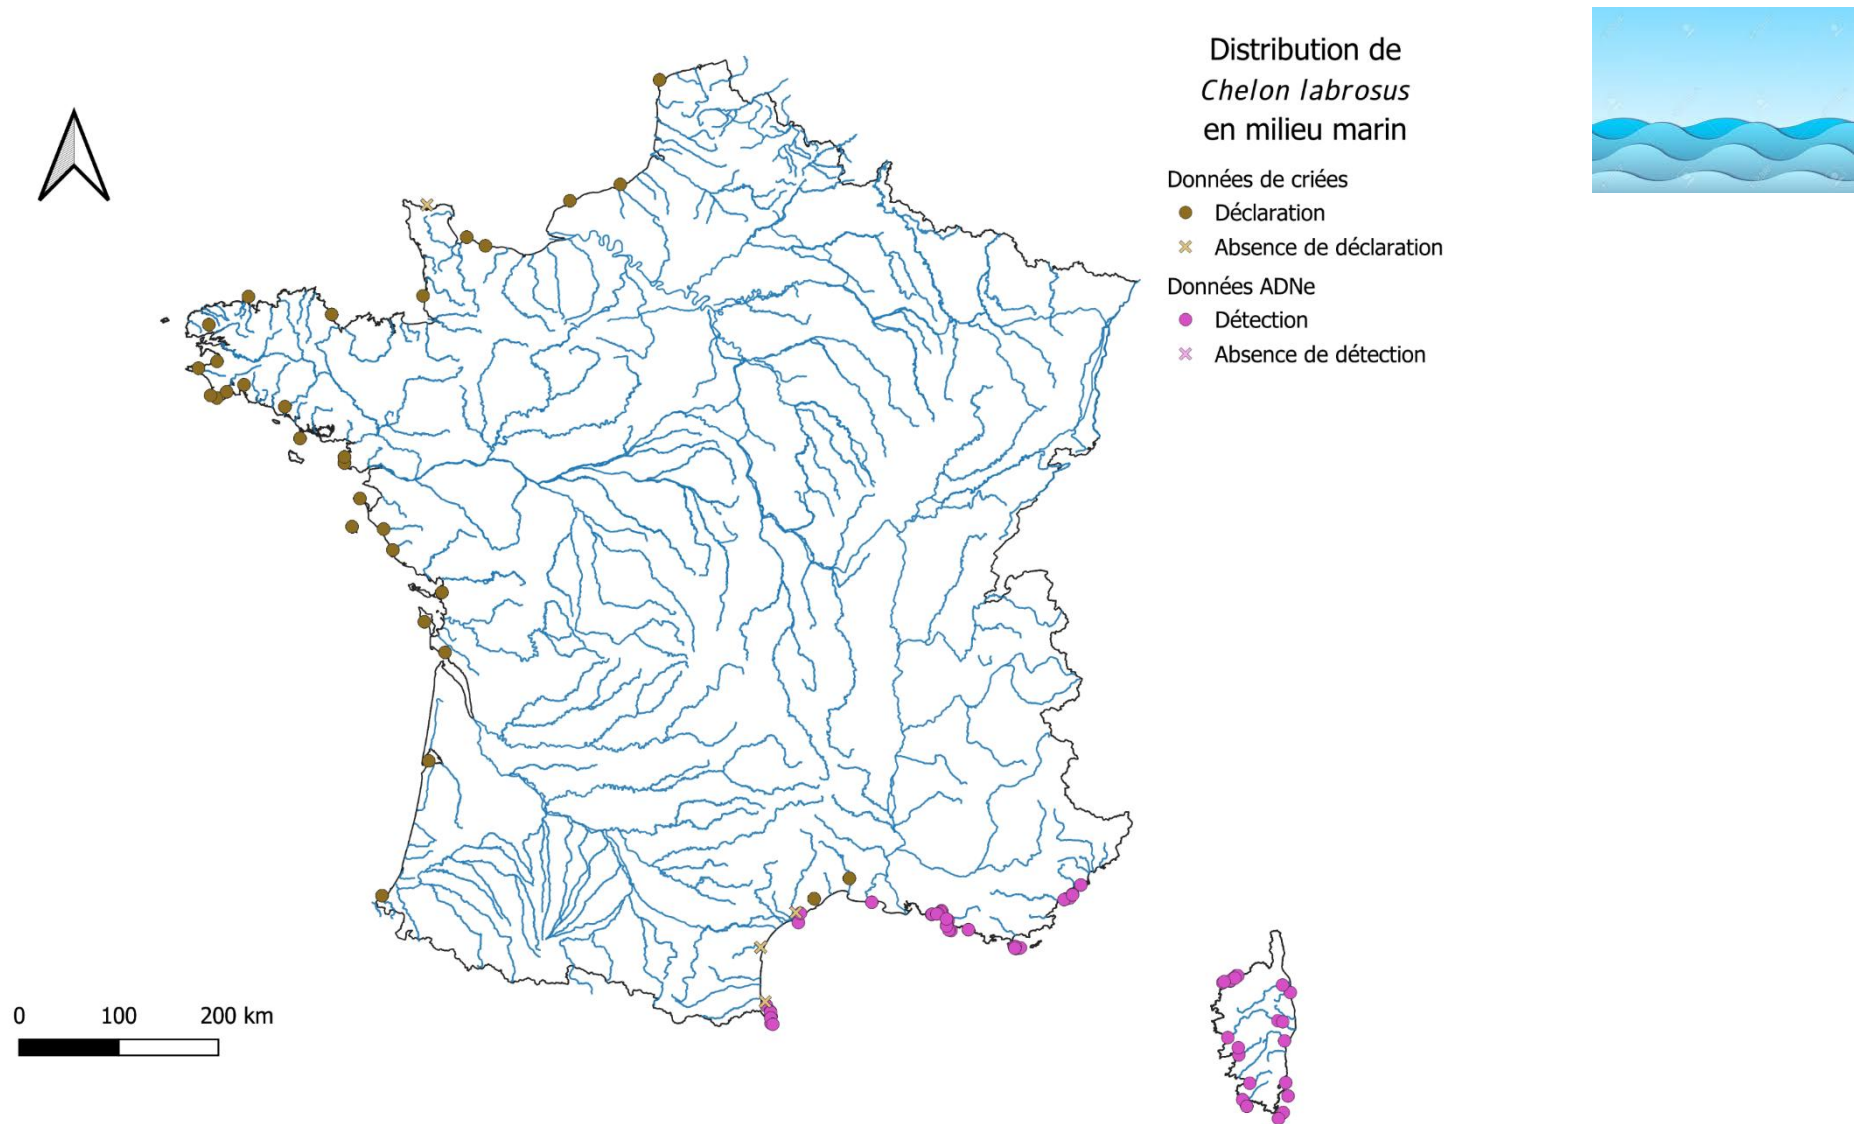 Distribution de
Chelon labrosus
en milieu marin
Données de criées
Déclaration
Absence de déclaration
Données ADNe
Détection
Absence de détection
0 100 200 km